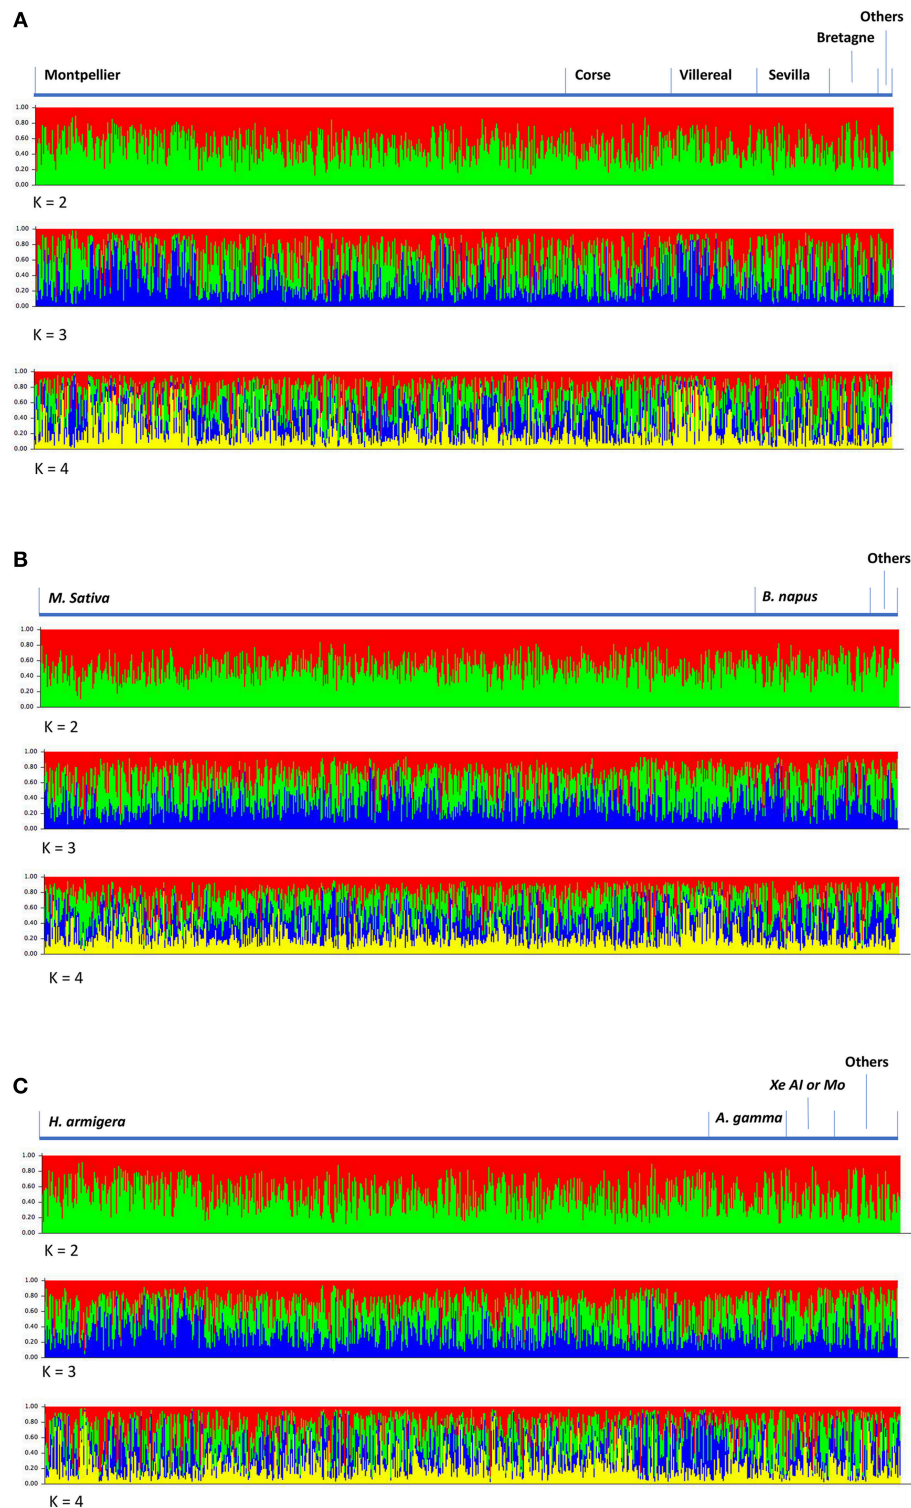 A
Others
Bretagne
Montpellier Corse Villereal Sevilla
1.00
0.80
0.60
0.40
0.20
0.00
K = 2
1.00
0.80
0.60
0.40
0.20
0.00
K = 3
1.00
0.80
0.60
0.40
0.20
0.00
K = 4
B
Others
M. Sativa B. napus
1.00
0.80
0.60
0.40
0.20
0.00
K = 2
1.00
0.80
0.60
0.40
0.20
0.00
K = 3
1.00
0.80
0.60
0.40
0.20
0.00
K = 4
Others
C Xe AI or Mo
H. armigera A. gamma
1.00
0.80
0.60
0.40
0.20
0.00
K = 2
1.00
0.80
0.60
0.40
0.20
0.00
K = 3
1.00
0.80
0.60
0.40
0.20
0.00
K = 4